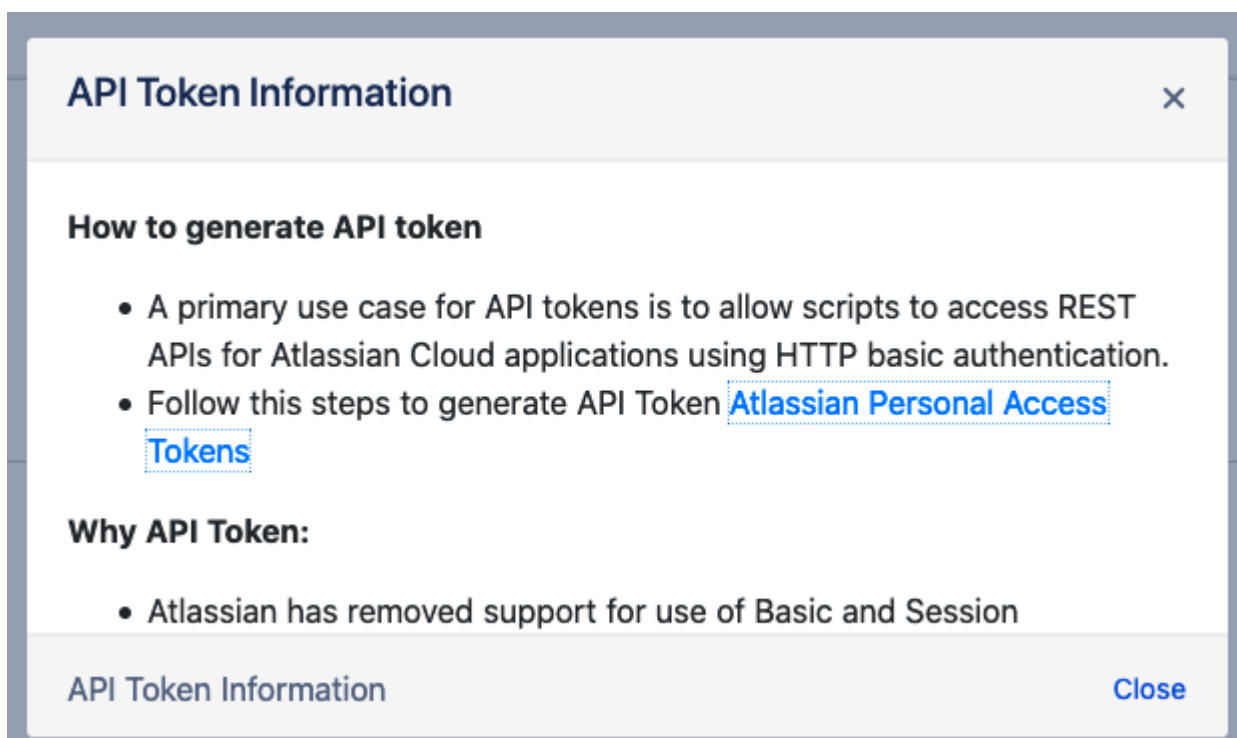 API Token Information ×
How to generate API token
• A primary use case for API tokens is to allow scripts to access REST
APIs for Atlassian Cloud applications using HTTP basic authentication.
• Follow this steps to generate API Token Atlassian Personal Access
Tokens
Why API Token:
• Atlassian has removed support for use of Basic and Session
API Token Information Close